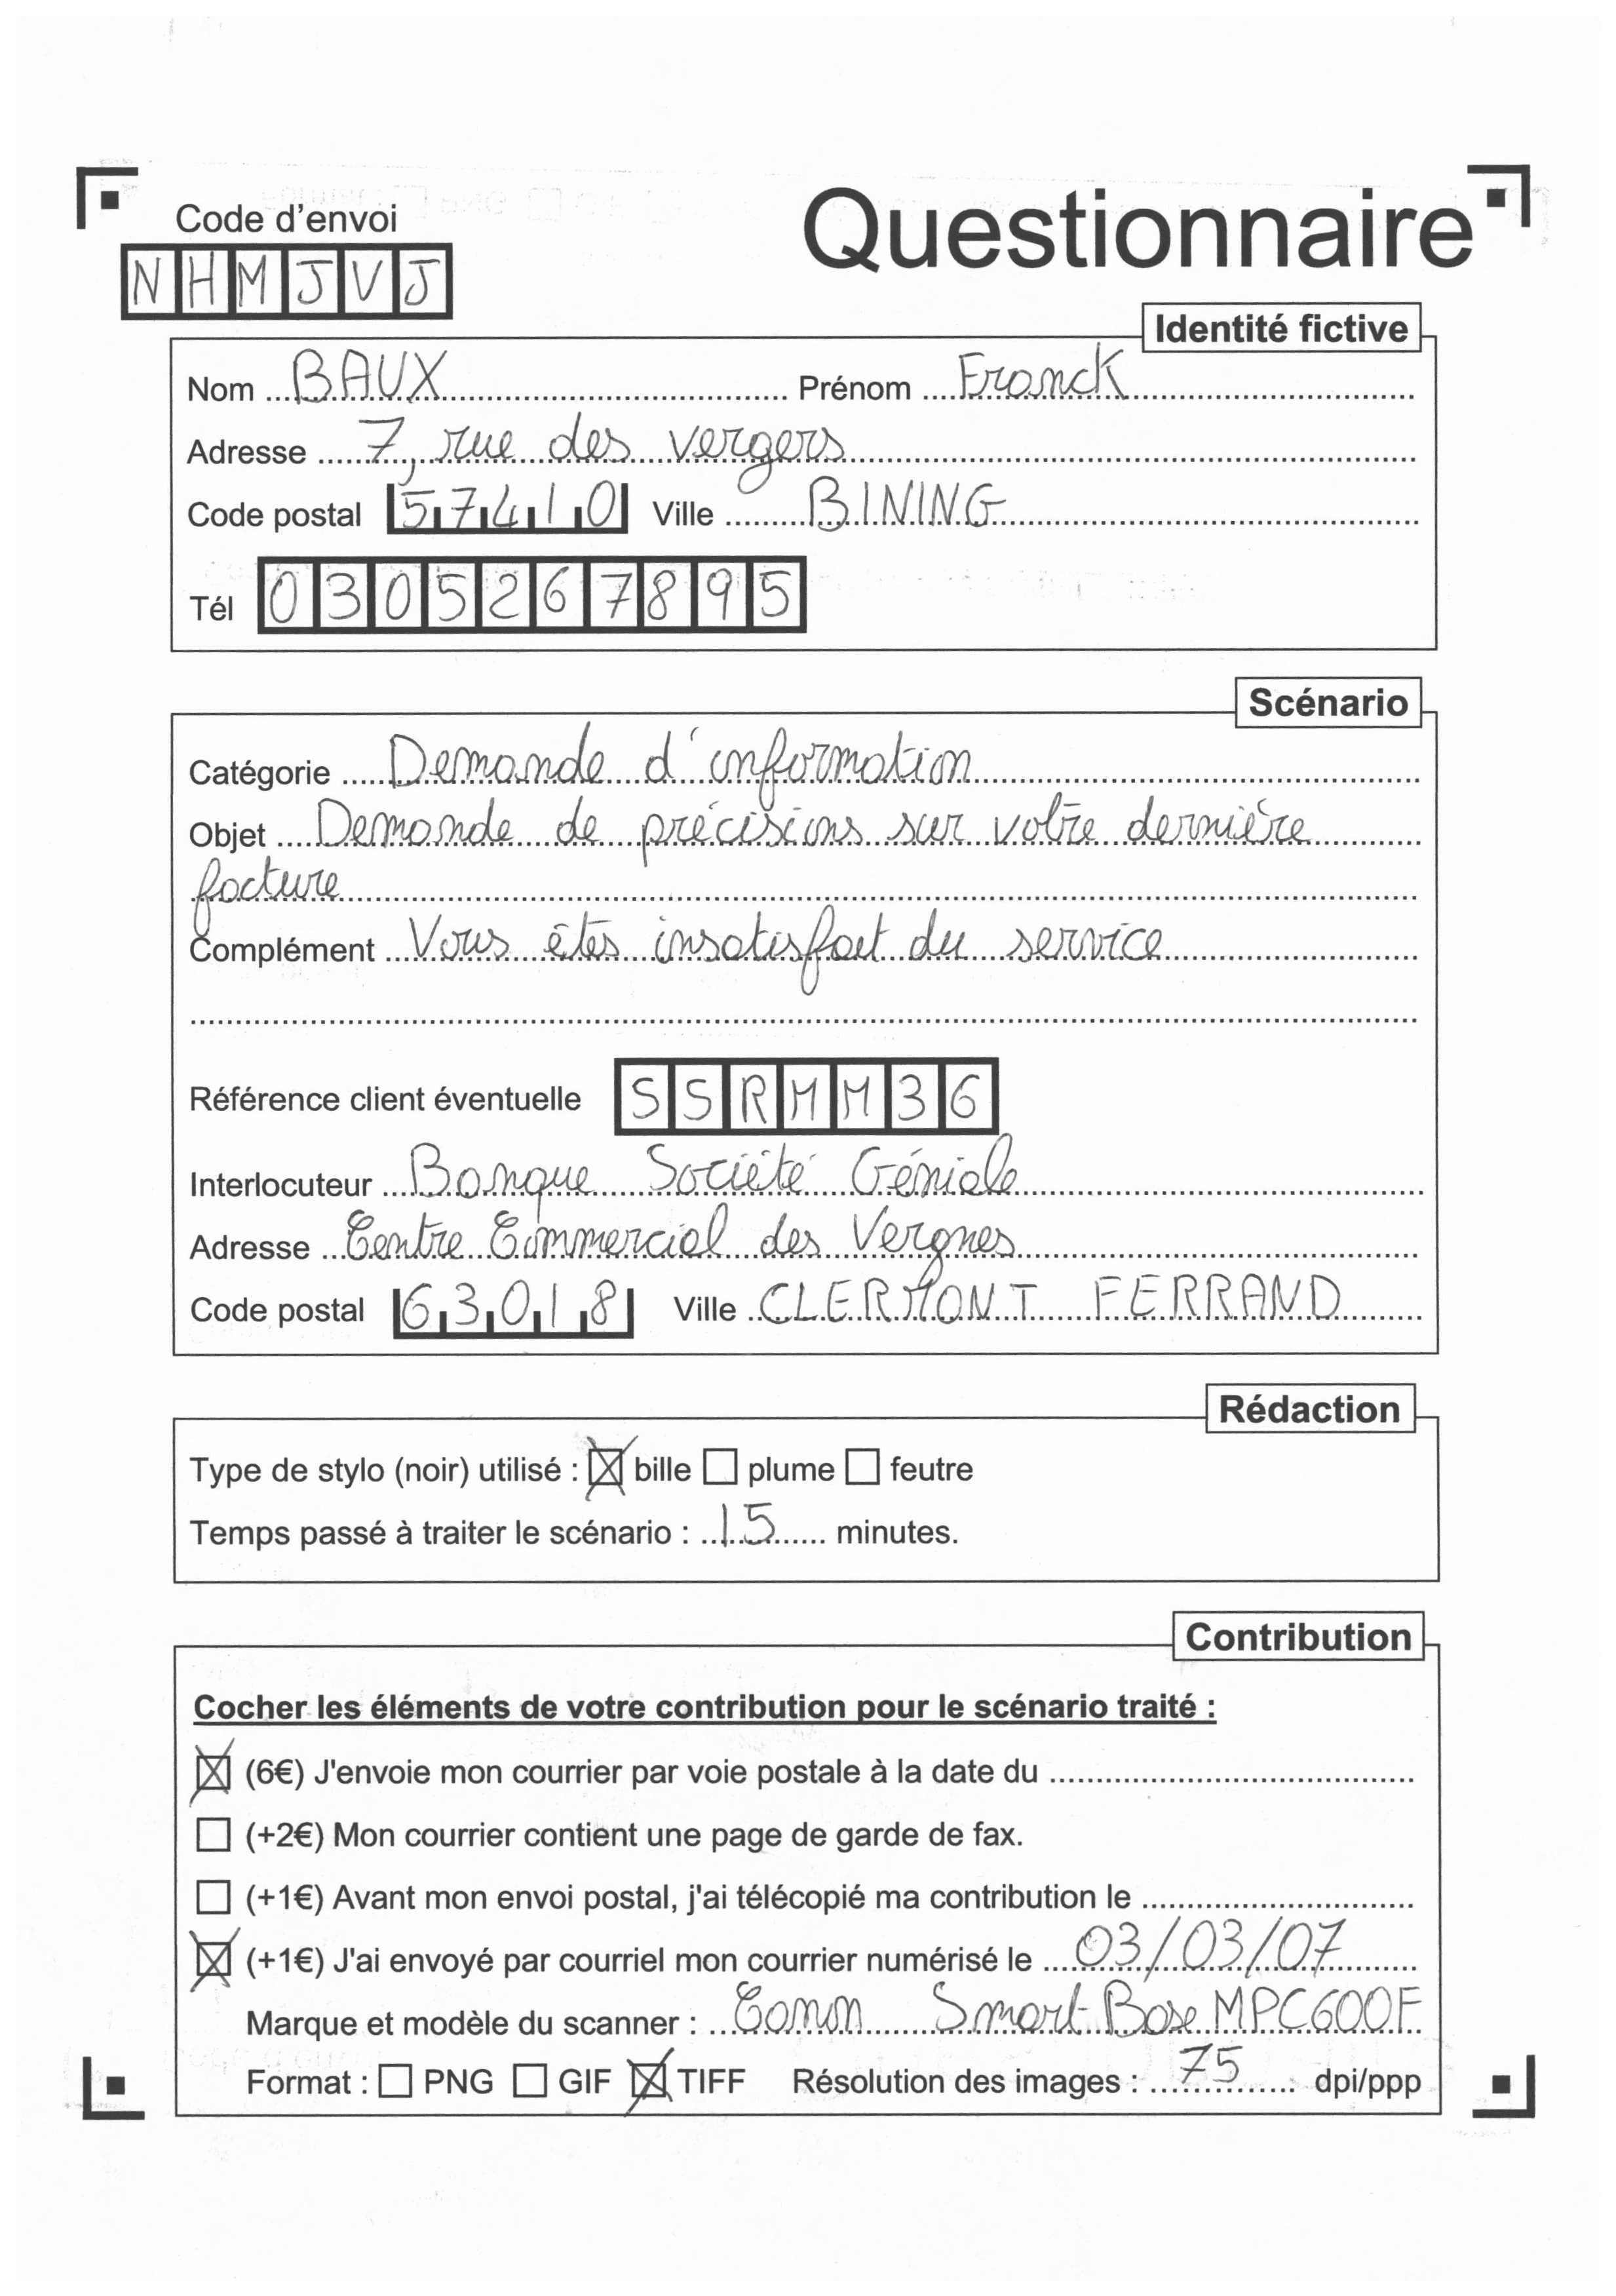 Code d'envoi
Questionnaire
NHMJVJ
Identité fictive
Nom BAUX Prénom Franck
Adresse 7, rue des vergers
Code postal 57410 Ville BINING
Tél 0305267895
Scénario
Catégorie Demande d'information
Objet Demande de précisions sur votre dernière
facture
Complément Vous êtes insatisfait du service
Référence client éventuelle SSRMM36
Interlocuteur Banque Société Géniale
Adresse Centre Commercial des Vergnes
Code postal 63018 Ville CLERMONT FERRAND
Rédaction
Type de stylo (noir) utilisé : ☒ bille ☐ plume ☐ feutre
Temps passé à traiter le scénario : 15 minutes.
Contribution
Cocher les éléments de votre contribution pour le scénario traité :
☒ (6€) J'envoie mon courrier par voie postale à la date du
☐ (+2€) Mon courrier contient une page de garde de fax.
☐ (+1€) Avant mon envoi postal, j'ai télécopié ma contribution le
☒ (+1€) J'ai envoyé par courriel mon courrier numérisé le 03/03/07
Marque et modèle du scanner : Canon Smart Base MPC600F
Format : ☐ PNG ☐ GIF ☒ TIFF Résolution des images : 75 dpi/ppp